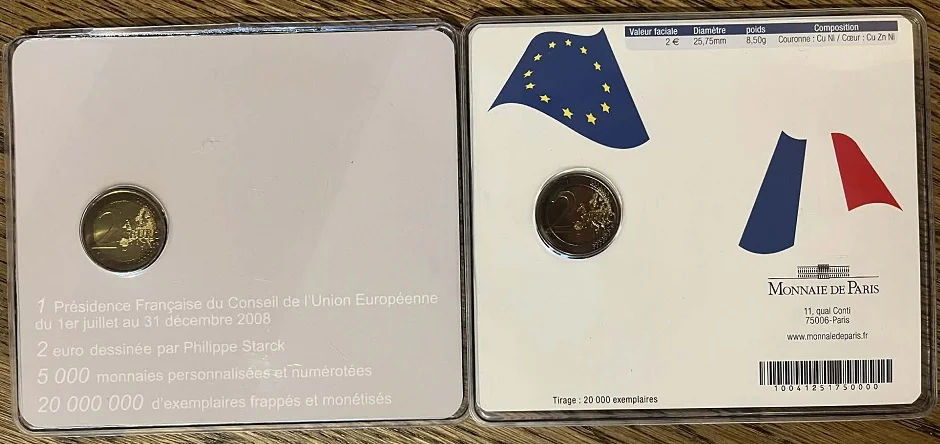 1 Présidence Française du Conseil de l'Union Européenne
du 1er juillet au 31 décembre 2008
2 euro dessinée par Philippe Starck
5 000 monnaies personnalisées et numérotées
20 000 000 d'exemplaires frappés et monétisés
2
Valeur faciale Diamètre poids Composition
2 € 25,75mm 8,50g Couronne : Cu Ni / Cœur : Cu Zn Ni
2
MONNAIE DE PARIS
11, quai Conti
75006-Paris
www.monnaiedeparis.fr
10041251750000
Tirage : 20 000 exemplaires